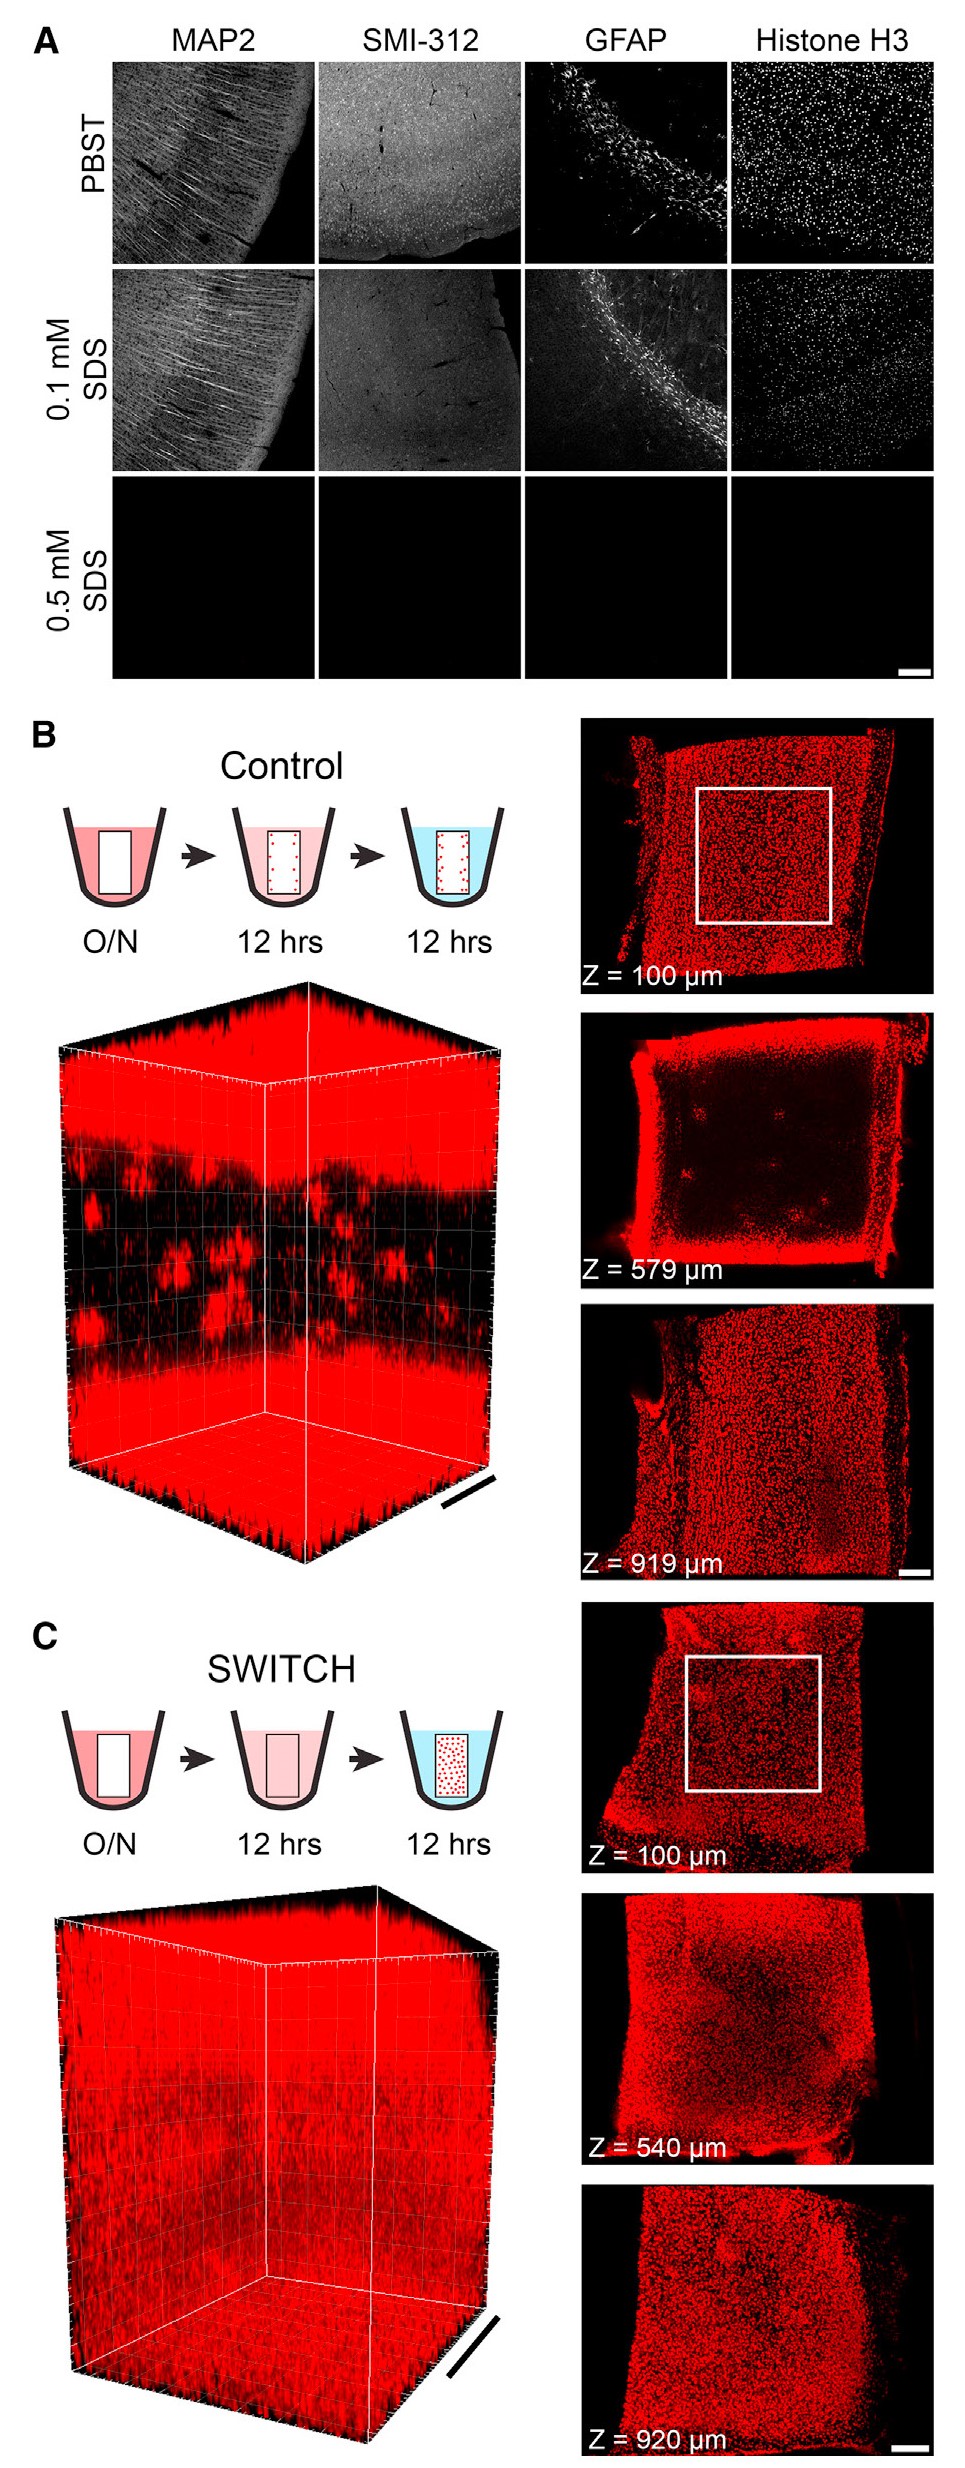 A
MAP2 SMI-312 GFAP Histone H3
PBST
0.1 mM
SDS
0.5 mM
SDS
B
Control
O/N 12 hrs 12 hrs
Z = 100 µm
Z = 579 µm
Z = 919 µm
C
SWITCH
O/N 12 hrs 12 hrs
Z = 100 µm
Z = 540 µm
Z = 920 µm